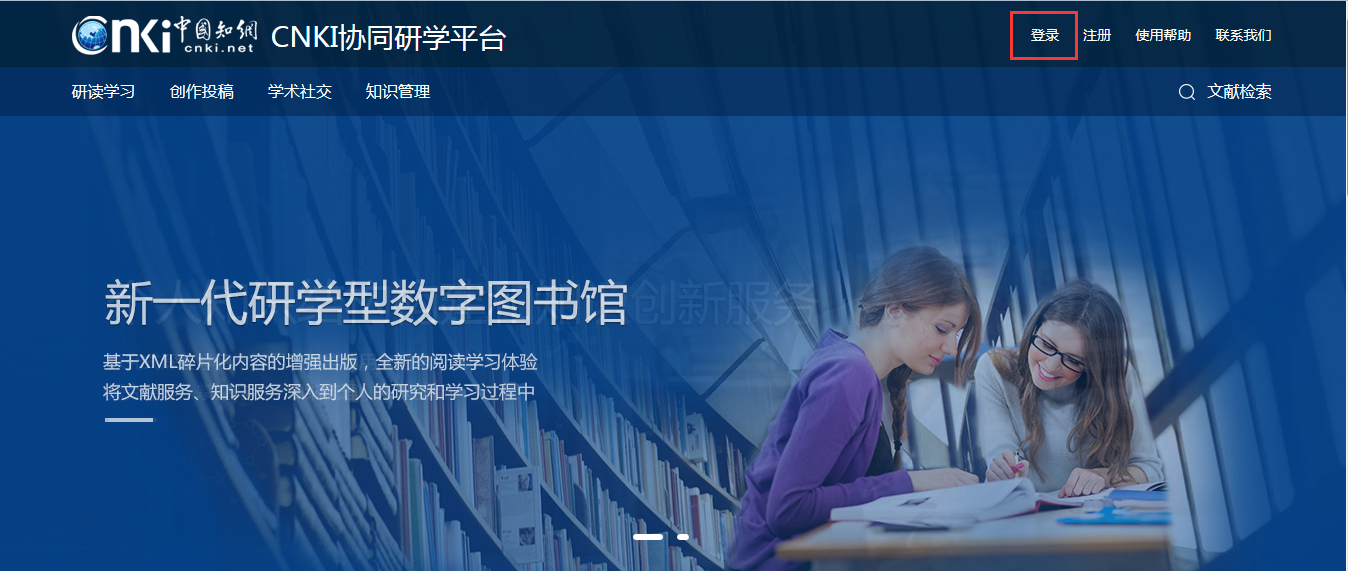 cnki 中国知网
cnki.net
CNKI协同研学平台
登录 注册 使用帮助 联系我们
研读学习 创作投稿 学术社交 知识管理
文献检索
新一代研学型数字图书馆
创新服务
基于XML碎片化内容的增强出版，全新的阅读学习体验
将文献服务、知识服务深入到个人的研究和学习过程中